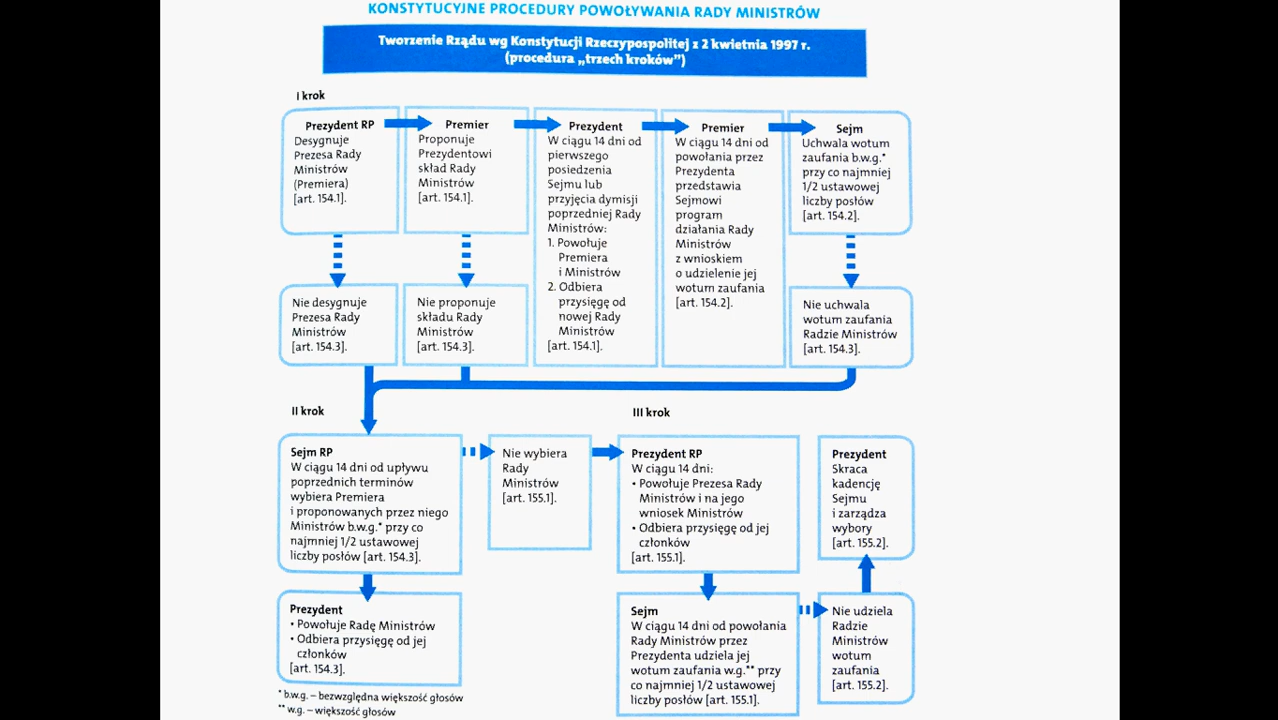 KONSTYTUCYJNE PROCEDURY POWOŁYWANIA RADY MINISTRÓW
Tworzenie Rządu wg Konstytucji Rzeczypospolitej z 2 kwietnia 1997 r.
(procedura „trzech kroków”)
I krok
Prezydent RP
Desygnuje
Prezesa Rady
Ministrów
(Premiera)
[art. 154.1].
Premier
Proponuje
Prezydentowi
skład Rady
Ministrów
[art. 154.1].
Prezydent
W ciągu 14 dni od
pierwszego
posiedzenia
Sejmu lub
przyjęcia dymisji
poprzedniej Rady
Ministrów:
1. Powołuje
Premiera
i Ministrów
2. Odbiera
przysięgę od
nowej Rady
Ministrów
[art. 154.1].
Premier
W ciągu 14 dni od
powołania przez
Prezydenta
przedstawia
Sejmowi
program
działania Rady
Ministrów
z wnioskiem
o udzielenie jej
wotum zaufania
[art. 154.2].
Sejm
Uchwala wotum
zaufania b.w.g.*
przy co najmniej
1/2 ustawowej
liczby posłów
[art. 154.2].
Nie desygnuje
Prezesa Rady
Ministrów
[art. 154.3].
Nie proponuje
składu Rady
Ministrów
[art. 154.3].
Nie uchwala
wotum zaufania
Radzie Ministrów
[art. 154.3].
II krok
Sejm RP
W ciągu 14 dni od upływu
poprzednich terminów
wybiera Premiera
i proponowanych przez niego
Ministrów b.w.g.* przy co
najmniej 1/2 ustawowej
liczby posłów [art. 154.3].
Nie wybiera
Rady
Ministrów
[art. 155.1].
Prezydent
• Powołuje Radę Ministrów
• Odbiera przysięgę od jej
członków
[art. 154.3].
III krok
Prezydent RP
W ciągu 14 dni:
• Powołuje Prezesa Rady
Ministrów i na jego
wniosek Ministrów
• Odbiera przysięgę od jej
członków
[art. 155.1].
Prezydent
Skraca
kadencję
Sejmu
i zarządza
wybory
[art. 155.2].
Sejm
W ciągu 14 dni od powołania
Rady Ministrów przez
Prezydenta udziela jej
wotum zaufania w.g.** przy
co najmniej 1/2 ustawowej
liczby posłów [art. 155.1].
Nie udziela
Radzie
Ministrów
wotum
zaufania
[art. 155.2].
* b.w.g. – bezwzględna większość głosów
** w.g. – większość głosów